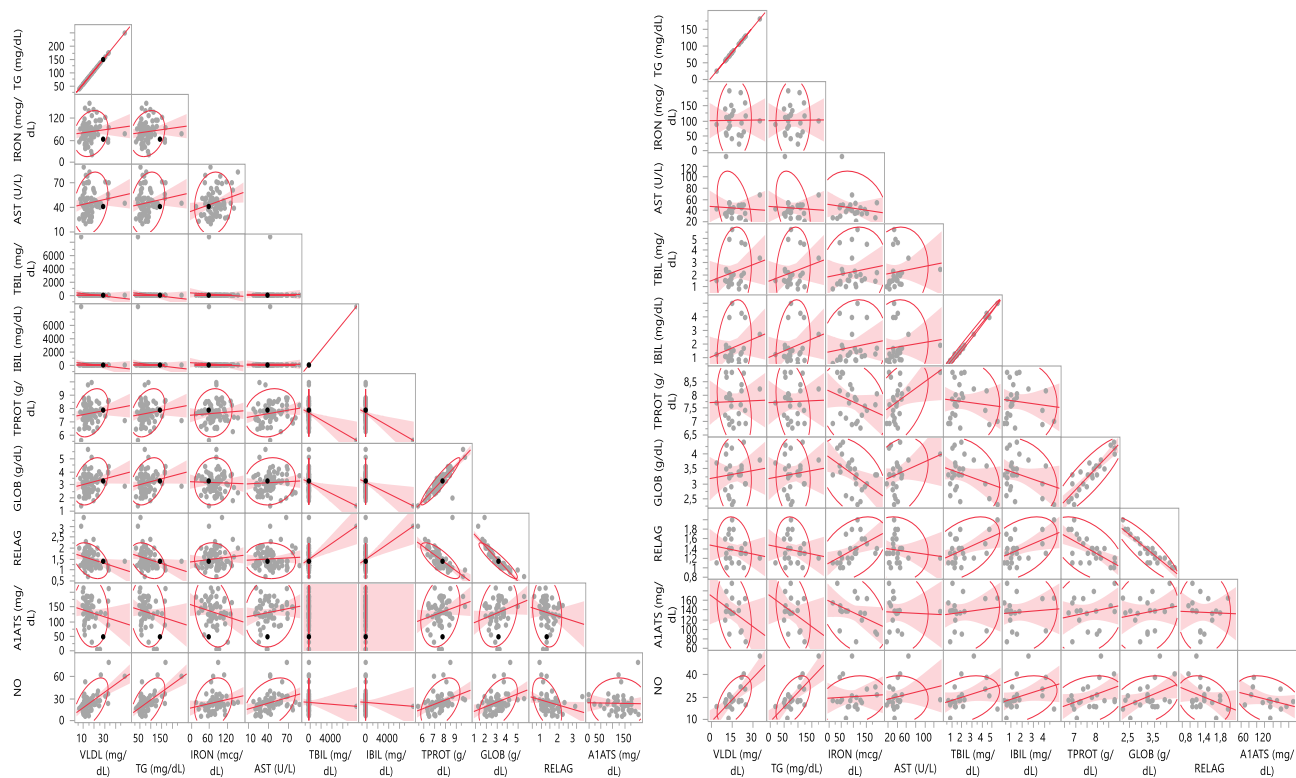 TG (mg/dL)
200
150
100
50
IRON (mcg/
dL)
120
60
0
AST (U/L)
70
40
10
TBIL (mg/
dL)
6000
4000
2000
0
IBIL (mg/dL)
6000
4000
2000
0
TPROT (g/
dL)
9
8
7
6
GLOB (g/dL)
5
4
3
2
1
RELAG
3
2,5
2
1,5
1
0,5
A1ATS (mg/
dL)
150
100
50
0
NO
60
30
0
10 30 50 150 0 60 120 10 40 70 0 4000 0 4000 6 7 8 9 1 2 3 4 5 1 2 3 4 0 50 150
VLDL (mg/
dL)
TG (mg/dL)
IRON (mcg/
dL)
AST (U/L)
TBIL (mg/
dL)
IBIL (mg/
dL)
TPROT (g/
dL)
GLOB (g/
dL)
RELAG
A1ATS (mg/
dL)
TG (mg/dL)
150
100
50
0
IRON (mcg/
dL)
150
100
50
0
AST (U/L)
120
100
80
60
40
20
TBIL (mg/
dL)
5
4
3
2
1
IBIL (mg/dL)
4
3
2
1
TPROT (g/
dL)
8,5
8
7,5
7
6,5
GLOB (g/dL)
4
3,5
3
2,5
RELAG
1,8
1,6
1,4
1,2
1
0,8
A1ATS (mg/
dL)
160
140
120
100
80
60
NO
40
25
10
0 15 30 0 50 150 0 50 150 20 60 100 1 2 3 4 5 1 2 3 4 7 8 2,5 3,5 0,8 1,4 1,8 60 120
VLDL (mg/
dL)
TG (mg/dL)
IRON (mcg/
dL)
AST (U/L)
TBIL (mg/
dL)
IBIL (mg/
dL)
TPROT (g/
dL)
GLOB (g/
dL)
RELAG
A1ATS (mg/
dL)